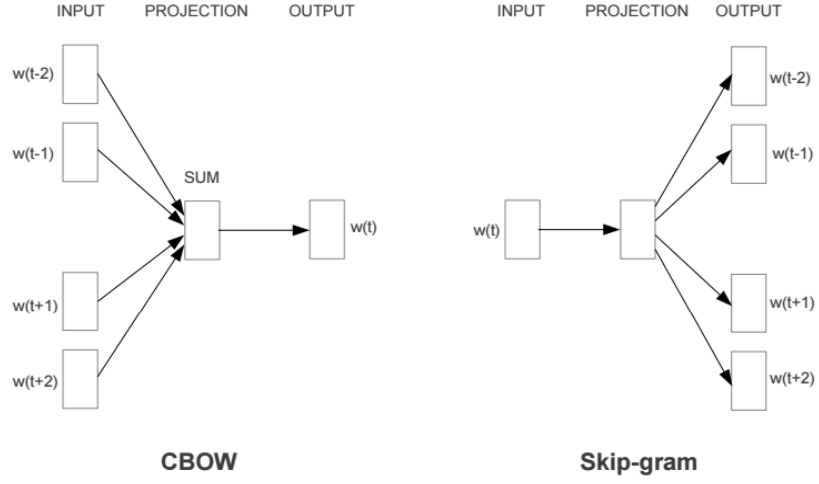 INPUT PROJECTION OUTPUT
w(t-2)
w(t-1)
SUM
w(t)
w(t+1)
w(t+2)
CBOW
INPUT PROJECTION OUTPUT
w(t-2)
w(t-1)
w(t)
w(t+1)
w(t+2)
Skip-gram